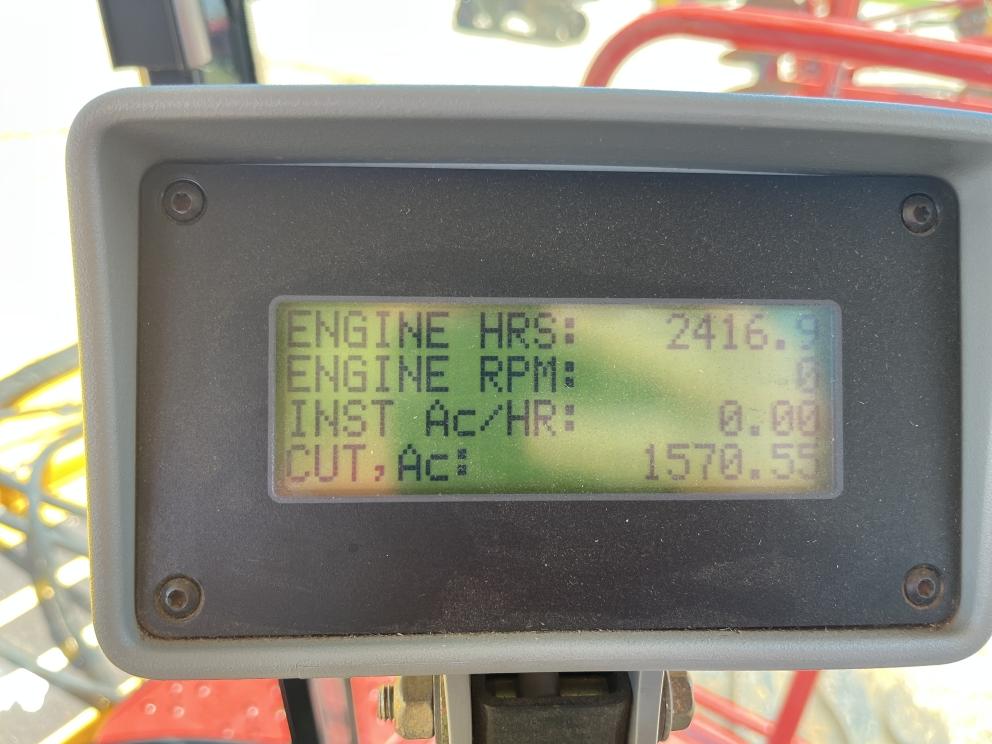 ENGINE HRS: 2416.9
ENGINE RPM: 0
INST Ac/HR: 0.00
CUT,Ac: 1570.55